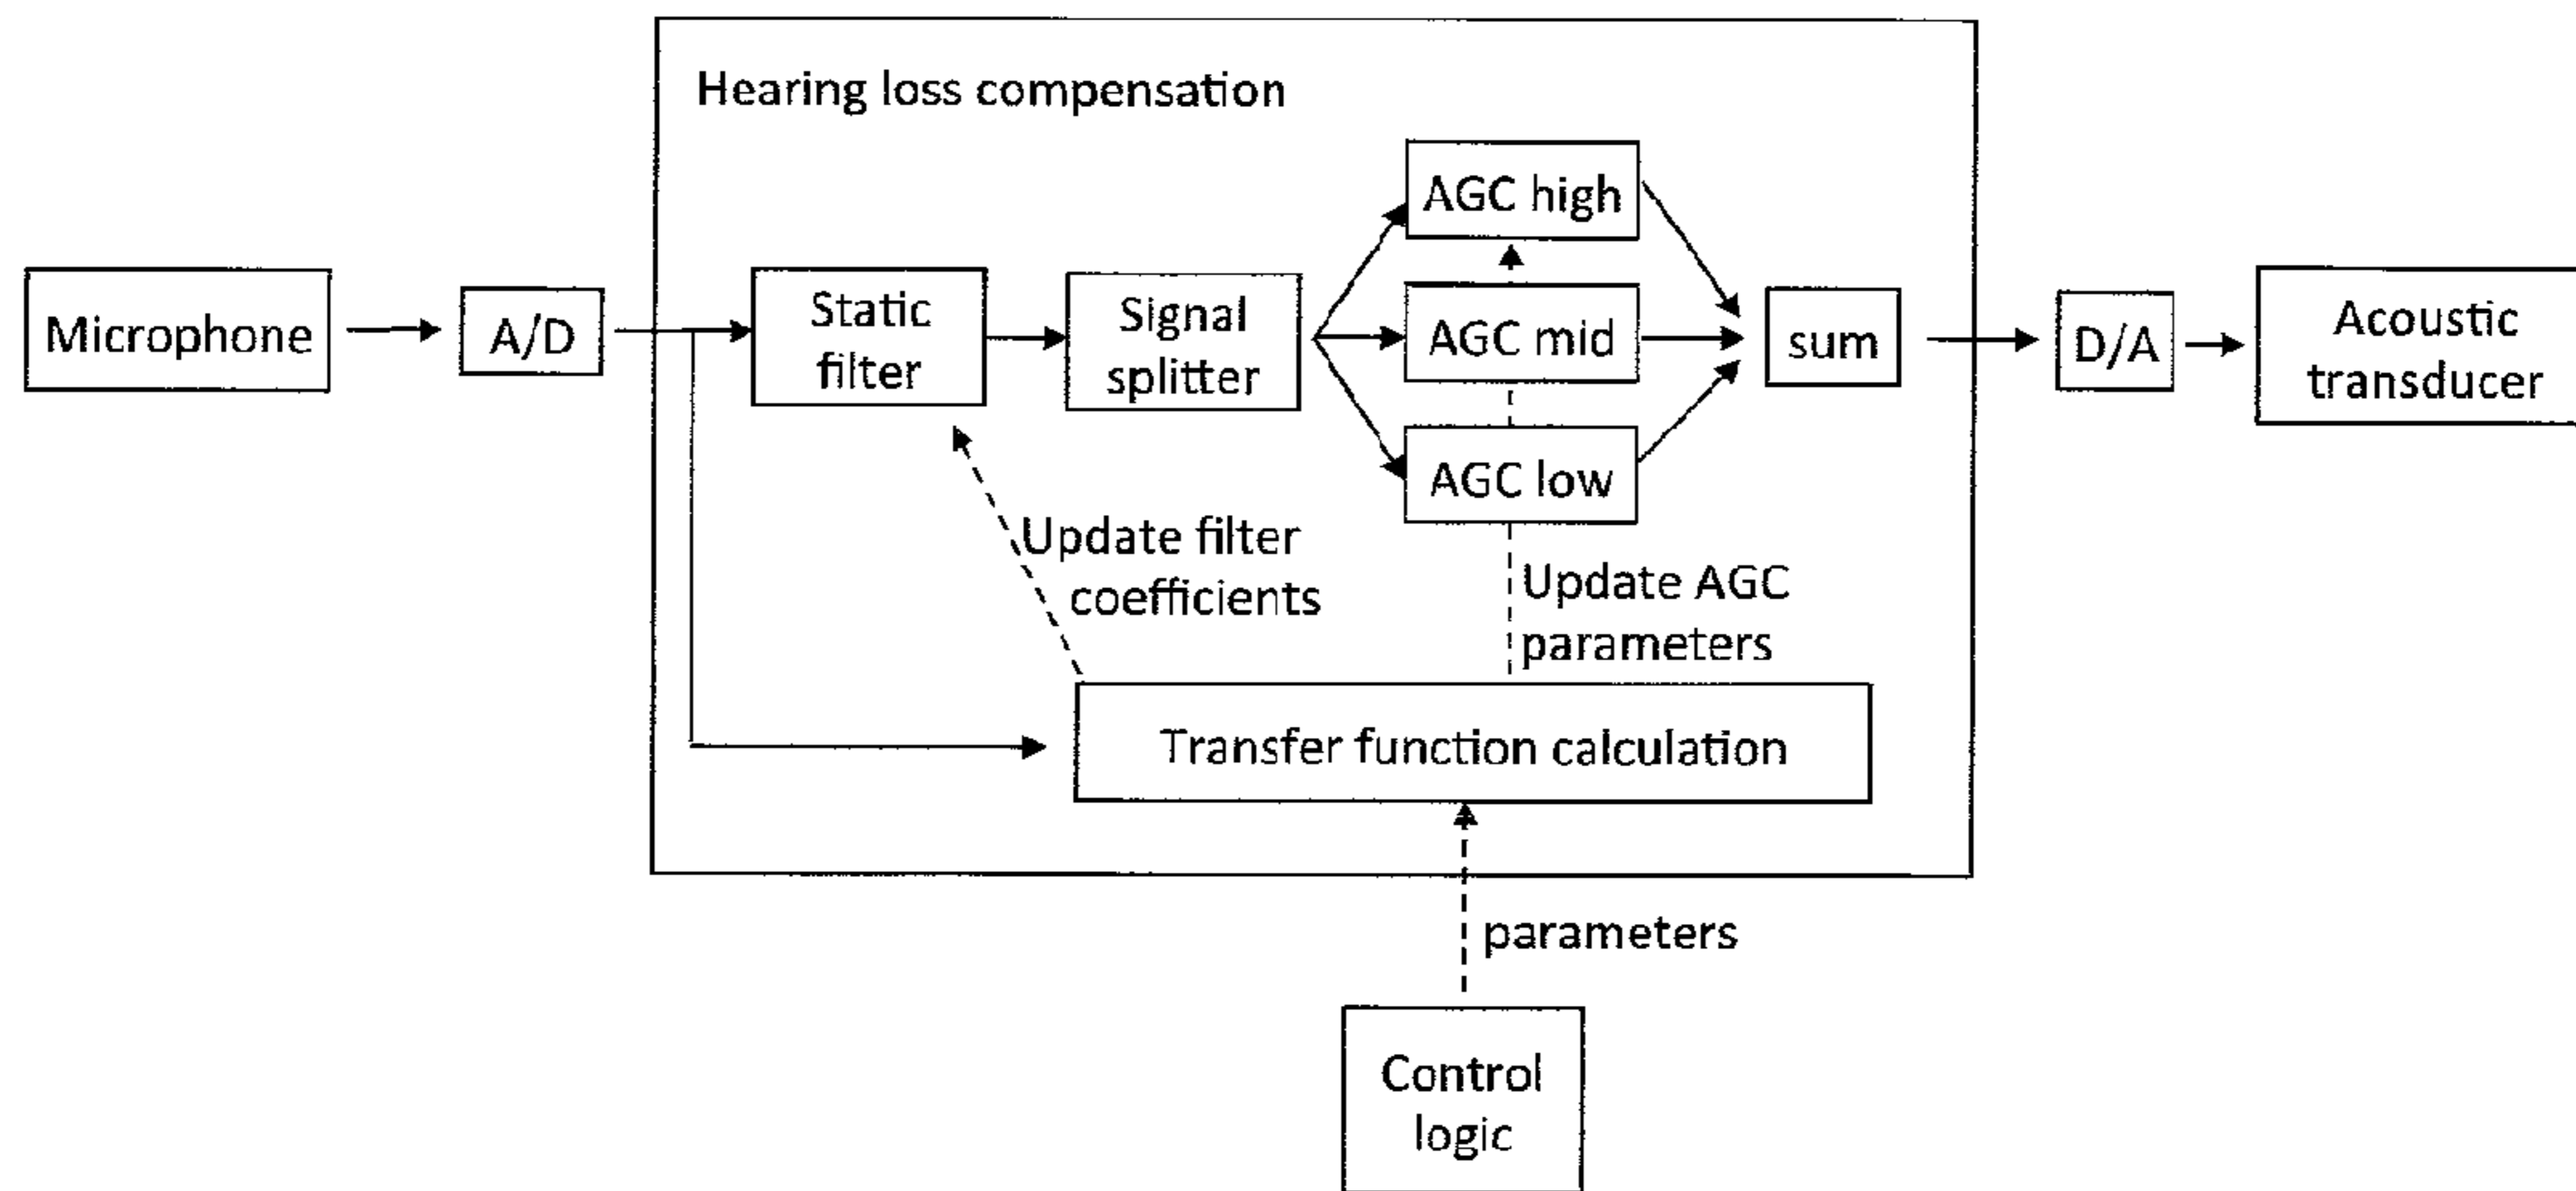 Hearing loss compensation
Microphone
A/D
Static
filter
Signal
splitter
AGC high
AGC mid
AGC low
sum
D/A
Acoustic
transducer
Update filter
coefficients
Update AGC
parameters
Transfer function calculation
parameters
Control
logic